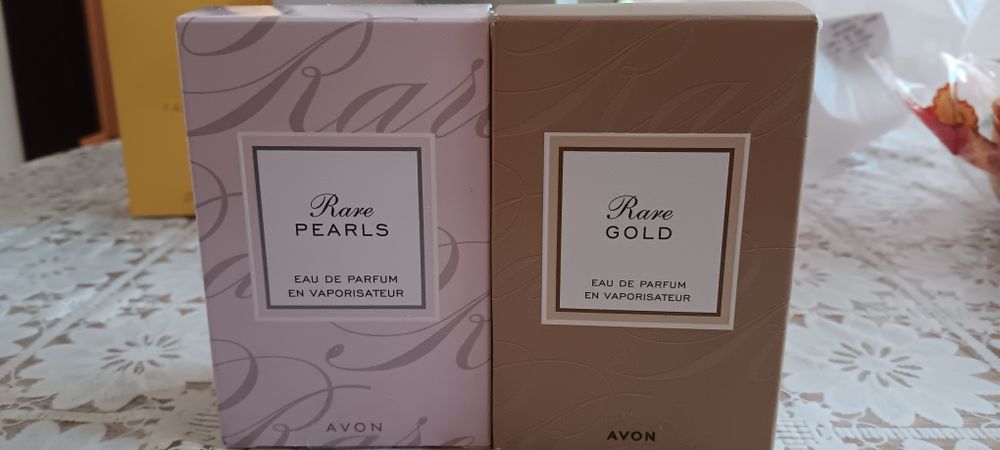 Rare
PEARLS
EAU DE PARFUM
EN VAPORISATEUR
AVON
Rare
GOLD
EAU DE PARFUM
EN VAPORISATEUR
AVON